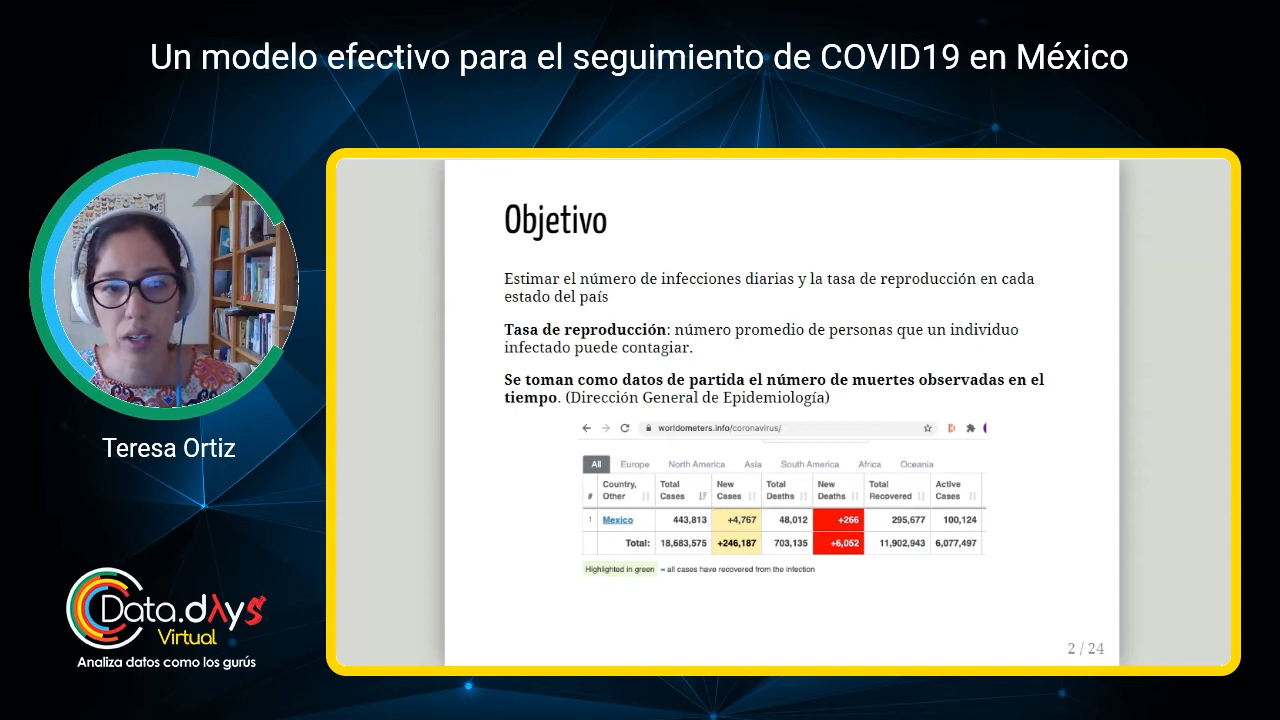 Un modelo efectivo para el seguimiento de COVID19 en México
Objetivo
Estimar el número de infecciones diarias y la tasa de reproducción en cada
estado del país
Tasa de reproducción: número promedio de personas que un individuo
infectado puede contagiar.
Se toman como datos de partida el número de muertes observadas en el
tiempo. (Dirección General de Epidemiología)
worldometers.info/coronavirus/
All Europe North America Asia South America Africa Oceania
# Country, Other Total Cases New Cases Total Deaths New Deaths Total Recovered Active Cases
1 Mexico 443,813 +4,767 48,012 +266 295,677 100,124
Total: 18,683,575 +246,187 703,135 +6,052 11,902,943 6,077,497
Highlighted in green = all cases have recovered from the infection
2 / 24
Teresa Ortiz
Data.dλys
Virtual
Analiza datos como los gurús